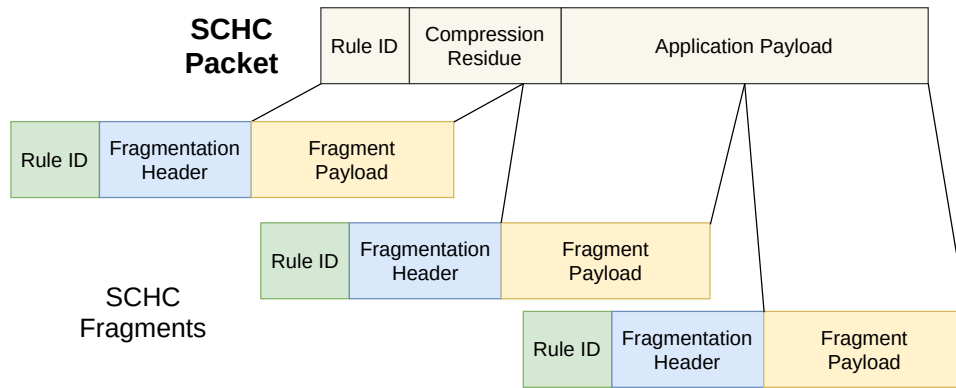 SCHC
Packet
Rule ID
Compression
Residue
Application Payload
Rule ID
Fragmentation
Header
Fragment
Payload
Rule ID
Fragmentation
Header
Fragment
Payload
SCHC
Fragments
Rule ID
Fragmentation
Header
Fragment
Payload